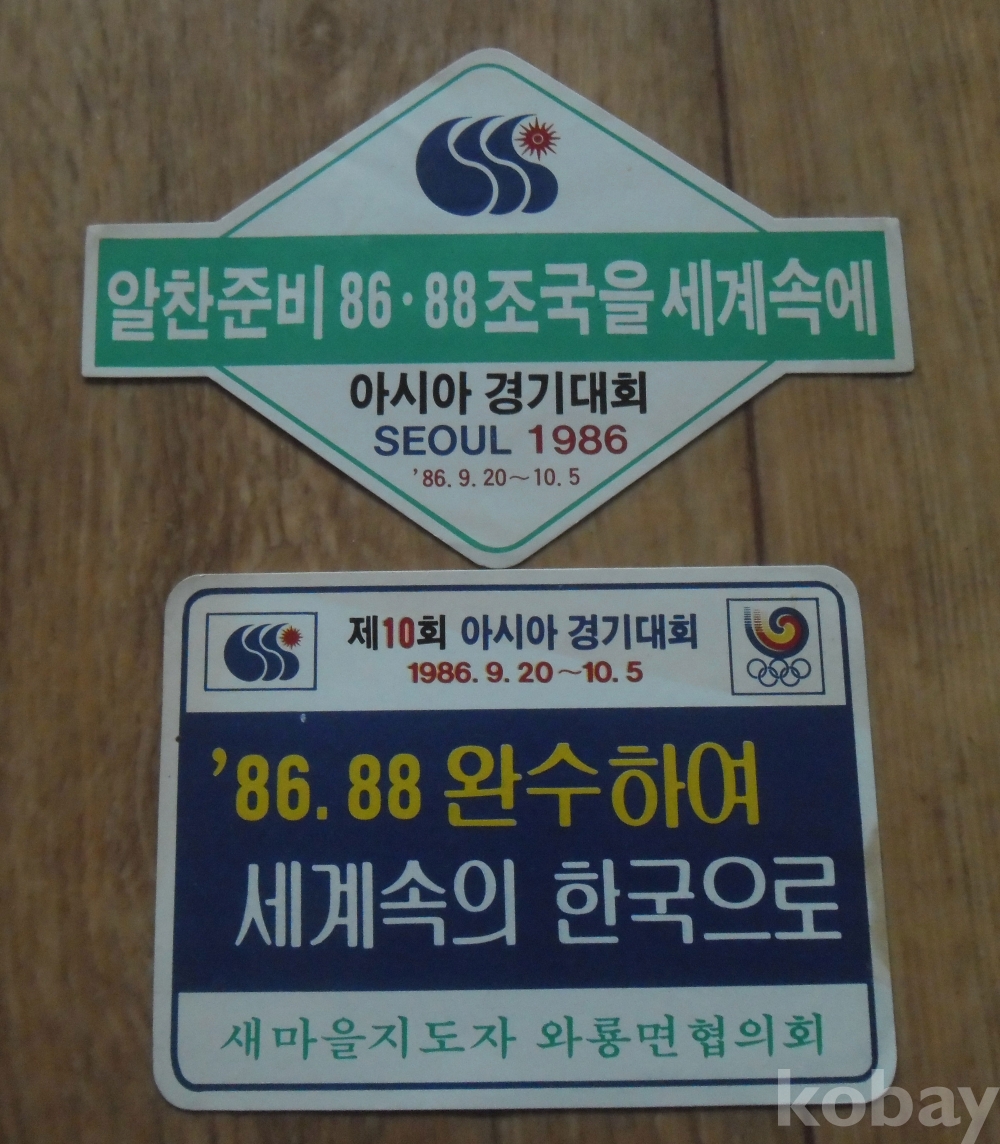 알찬준비 86·88 조국을 세계속에
아시아 경기대회
SEOUL 1986
'86. 9. 20~10. 5
제10회 아시아 경기대회
1986. 9. 20~10. 5
'86. 88 완수하여
세계속의 한국으로
새마을지도자 와룡면협의회
kobay